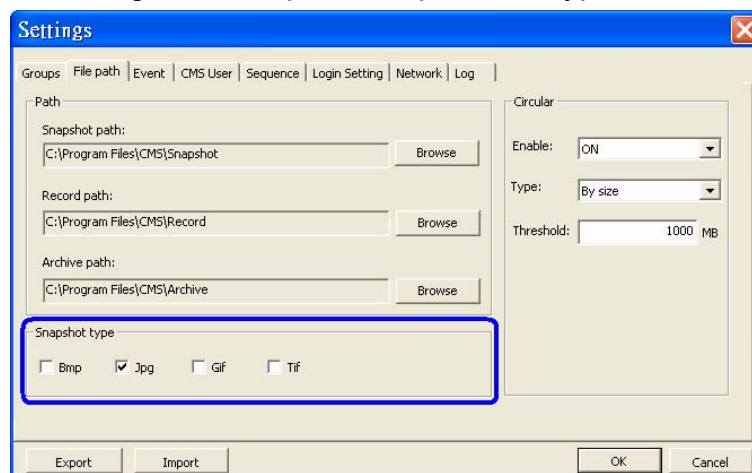 Settings
Groups File path Event CMS User Sequence Login Setting Network Log
Path
Snapshot path:
C:\Program Files\CMS\Snapshot Browse
Record path:
C:\Program Files\CMS\Record Browse
Archive path:
C:\Program Files\CMS\Archive Browse
Snapshot type
Bmp Jpg Gif Tif
Circular
Enable: ON
Type: By size
Threshold: 1000 MB
Export Import OK Cancel